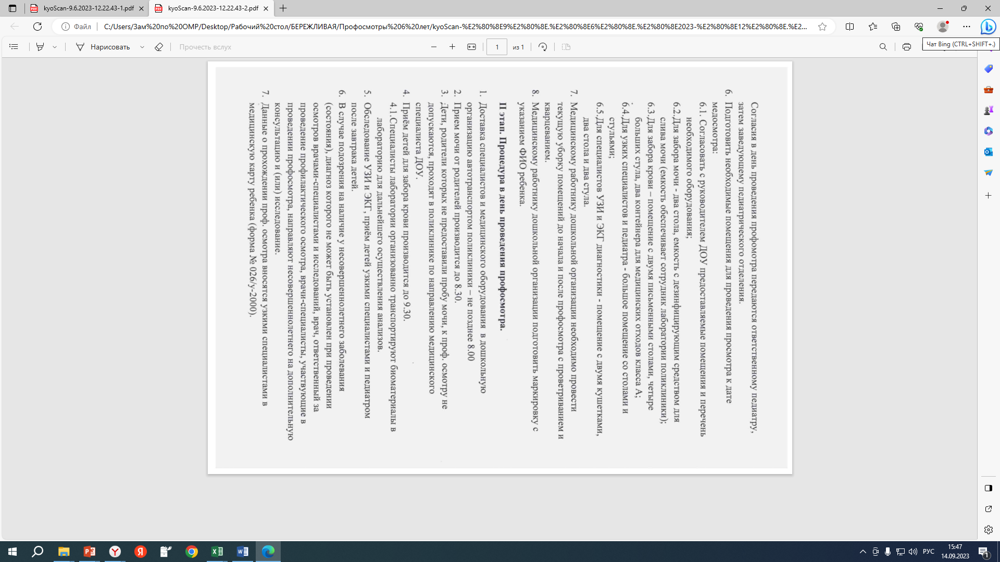 kyoScan-9.6.2023-12.22.43-1.pdf
kyoScan-9.6.2023-12.22.43-2.pdf
Файл
C:/Users/Зам%20по%20ОМР/Desktop/Рабочий%20стол/БЕРЕЖЛИВАЯ/Профосмотры%206%20лет/kyoScan-%E2%80%8E9%E2%80%8E.%E2%80%8E6%E2%80%8E.%E2%80%8E2023-%E2%80%8E12%E2%80%8E.%E2...
Чат Bing (CTRL+SHIFT+.)
Нарисовать
Прочесть вслух
1
из 1
Согласия в день проведения профомотра передаются ответственному педиатру,
затем заведующему педиатрического отделения.
6. Подготовить необходимые помещения для проведения просмотра к дате
медосмотра:
6.1. Согласовать с руководителем ДОУ предоставляемые помещения и перечень
необходимого оборудования;
6.2.Для забора мочи - два стола, емкость с дезинфицирующим средством для
слива мочи (емкость обеспечивает сотрудник лаборатории поликлиники);
6.3.Для забора крови – помещение с двумя письменными столами, четыре
больших стула, два контейнера для медицинских отходов класса А;
6.4.Для узких специалистов и педиатра - большое помещение со столами и
стульями;
6.5.Для специалистов УЗИ и ЭКГ диагностики - помещение с двумя кушетками,
два стола и два стула.
7. Медицинскому работнику дошкольной организации необходимо провести
текущую уборку помещений до начала и после профосмотра с проветриванием и
кварцеванием.
8. Медицинскому работнику дошкольной организации подготовить маркировку с
указанием ФИО ребенка.
II этап. Процедура в день проведения профосмотра.
1. Доставка специалистов и медицинского оборудования в дошкольную
организацию автотранспортом поликлиники – не позднее 8.00
2. Прием мочи от родителей производится до 8.30.
3. Дети, родители которых не предоставили пробу мочи, к проф. осмотру не
допускаются, проходят в поликлинике по направлению медицинского
специалиста ДОУ.
4. Приём детей для забора крови производится до 9.30.
4.1.Специалисты лаборатории организованно транспортируют биоматериалы в
лабораторию для дальнейшего осуществления анализов.
5. Обследование УЗИ и ЭКГ, приём детей узкими специалистами и педиатром
после завтрака детей.
6. В случае подозрения на наличие у несовершеннолетнего заболевания
(состояния), диагноз которого не может быть установлен при проведении
осмотров врачами-специалистами и исследований, врач, ответственный за
проведение профилактического осмотра, врачи-специалисты, участвующие в
проведении профосмотра, направляют несовершеннолетнего на дополнительную
консультацию и (или) исследование.
7. Данные о прохождении проф. осмотра вносятся узкими специалистами в
медицинскую карту ребенка (форма № 026/у-2000).
РУС
15:47
14.09.2023
1